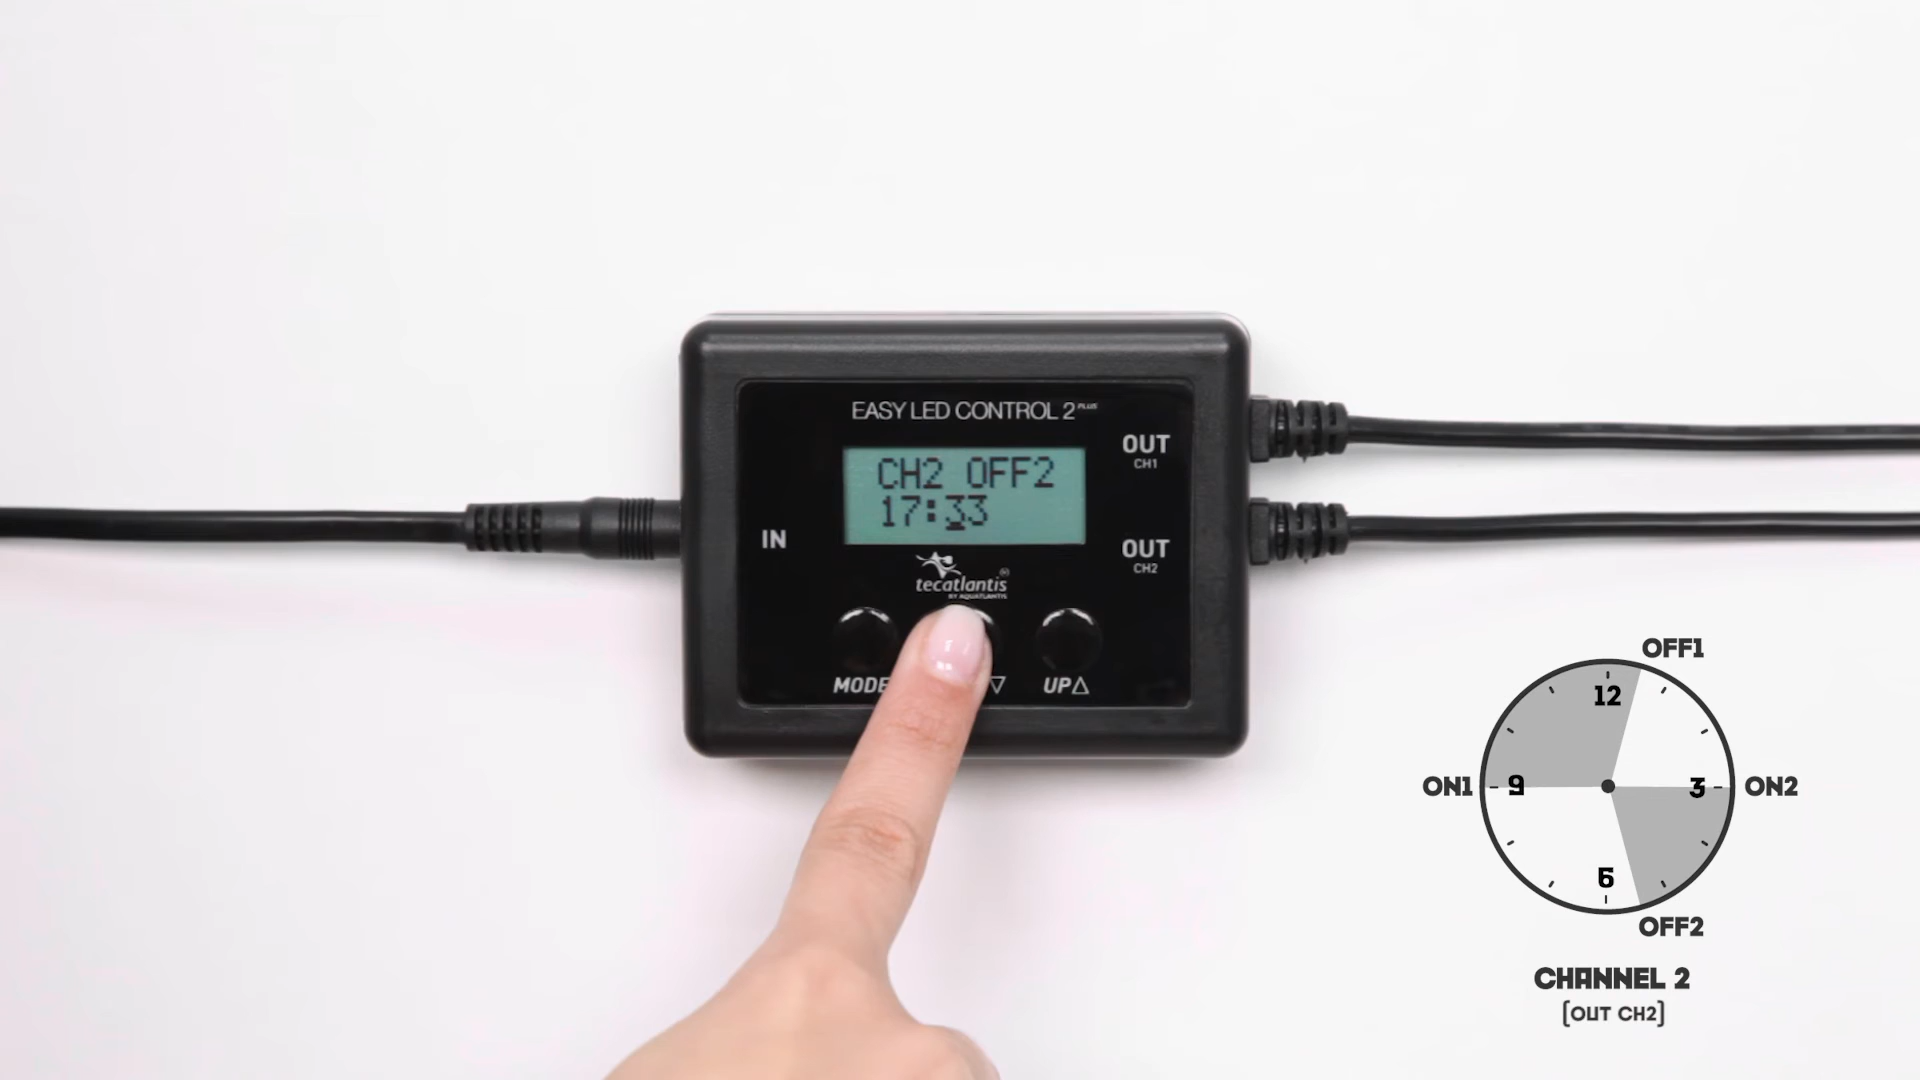 EASY LED CONTROL 2 PLUS
OUT
CH1
CH2 OFF2
17:33
IN
OUT
CH2
tecatlantis
BY AQUATLANTIS
MODE
▽
UP△
OFF1
12
ON1
9
3
ON2
6
OFF2
CHANNEL 2
[OUT CH2]